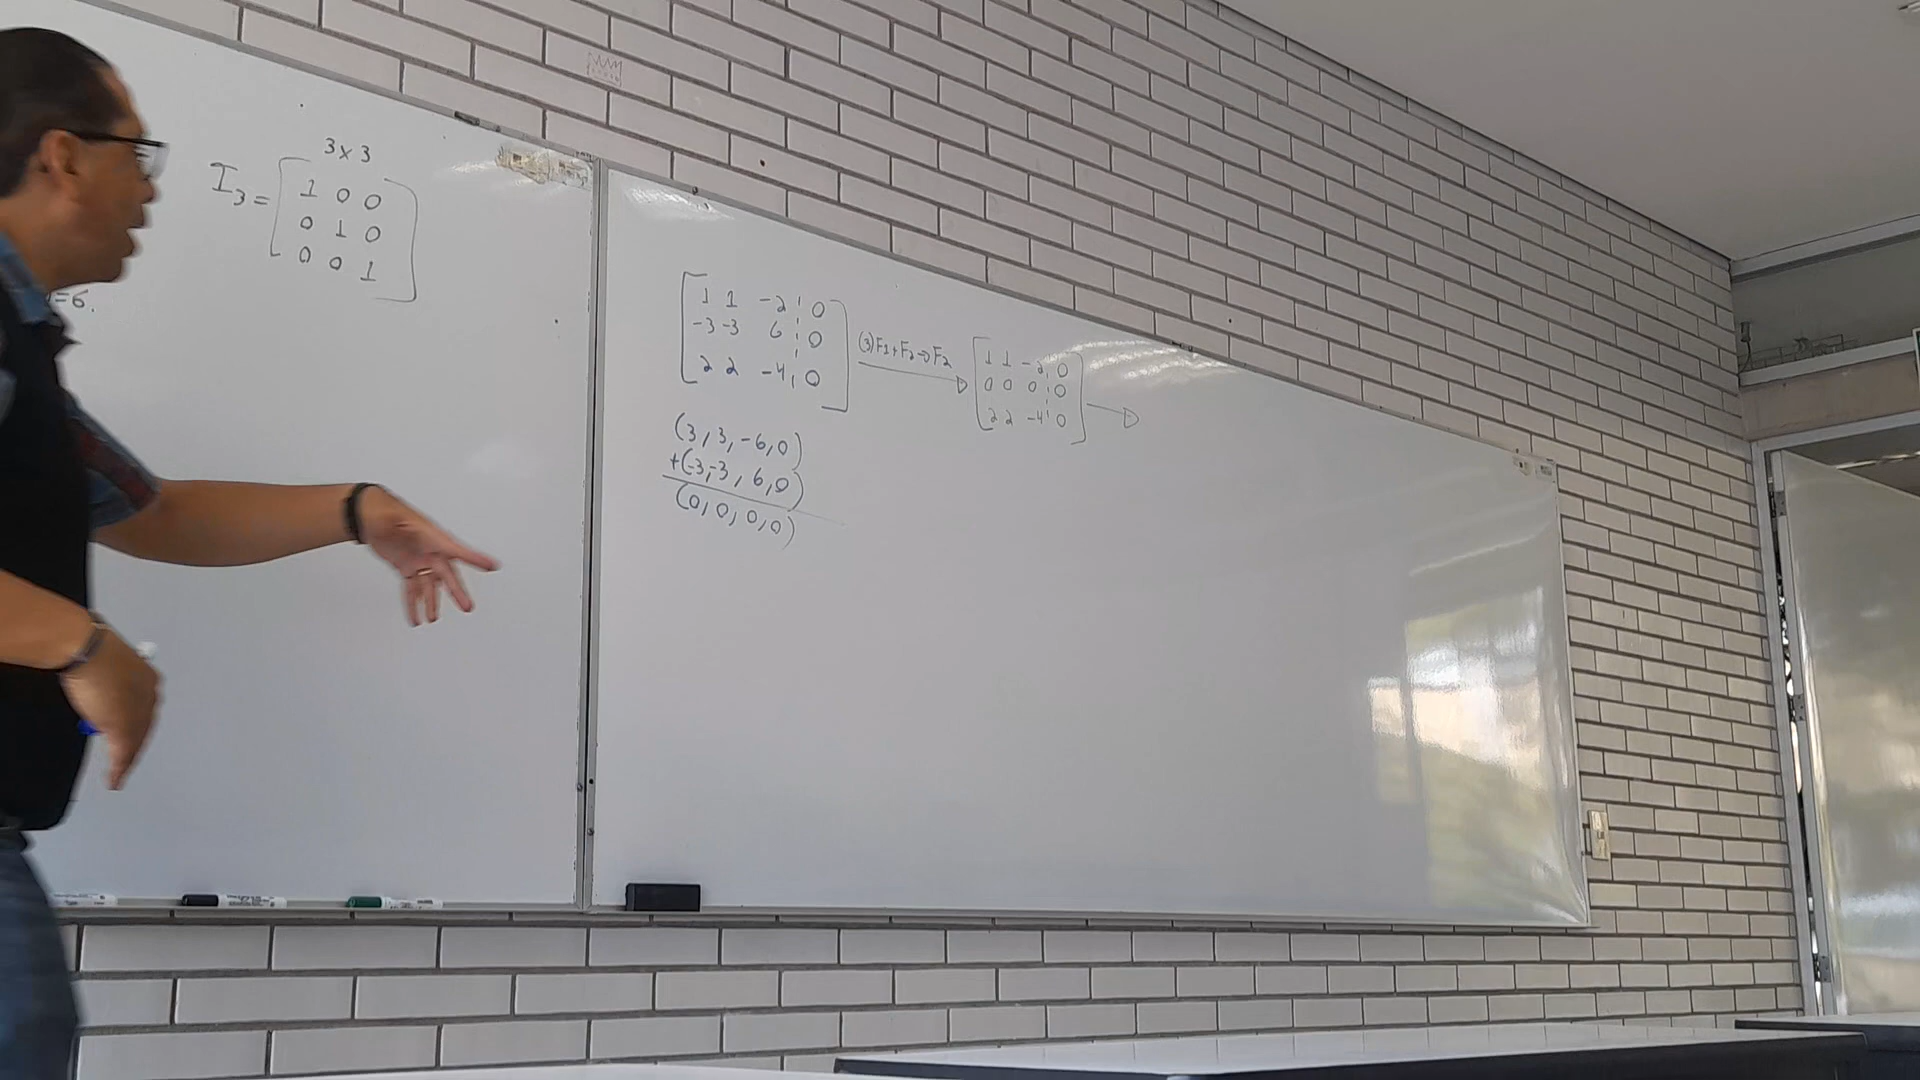 3x3
I3 = [1 0 0
0 1 0
0 0 1]
=6.
[1 1 -2 | 0
-3 -3 6 | 0
2 2 -4 | 0]
(3)F1+F2→F2
[1 1 -2 | 0
0 0 0 | 0
2 2 -4 | 0] →
(3, 3, -6, 0)
+(-3, -3, 6, 0)
(0, 0, 0, 0)